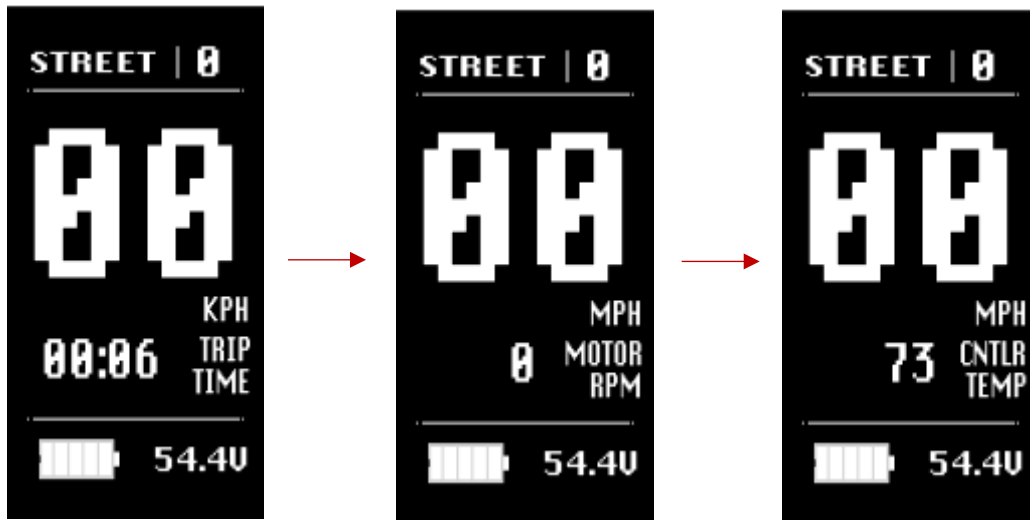 STREET | 0
00
KPH
00:06 TRIP TIME
54.4V
STREET | 0
00
MPH
0 MOTOR RPM
54.4V
STREET | 0
00
MPH
73 CNTLR TEMP
54.4V